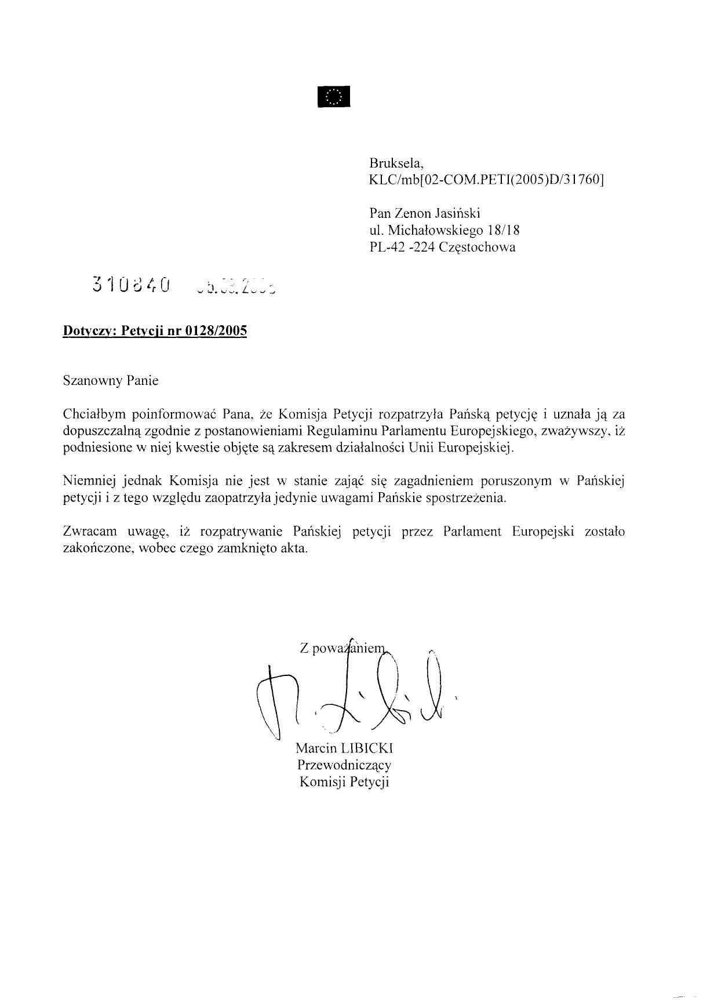 Bruksela,
KLC/mb[02-COM.PETI(2005)D/31760]
Pan Zenon Jasiński
ul. Michałowskiego 18/18
PL-42 -224 Częstochowa
310840
Dotyczy: Petycji nr 0128/2005
Szanowny Panie
Chciałbym poinformować Pana, że Komisja Petycji rozpatrzyła Pańską petycję i uznała ją za
dopuszczalną zgodnie z postanowieniami Regulaminu Parlamentu Europejskiego, zważywszy, iż
podniesione w niej kwestie objęte są zakresem działalności Unii Europejskiej.
Niemniej jednak Komisja nie jest w stanie zająć się zagadnieniem poruszonym w Pańskiej
petycji i z tego względu zaopatrzyła jedynie uwagami Pańskie spostrzeżenia.
Zwracam uwagę, iż rozpatrywanie Pańskiej petycji przez Parlament Europejski zostało
zakończone, wobec czego zamknięto akta.
Z poważaniem,
M. Libicki
Marcin LIBICKI
Przewodniczący
Komisji Petycji